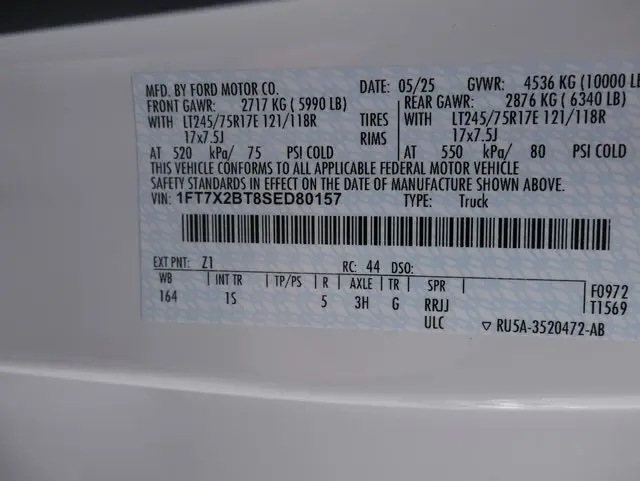 MFD. BY FORD MOTOR CO. DATE: 05/25 GVWR: 4536 KG (10000 LB
FRONT GAWR: 2717 KG ( 5990 LB) REAR GAWR: 2876 KG ( 6340 LB)
WITH LT245/75R17E 121/118R TIRES WITH LT245/75R17E 121/118R
17x7.5J RIMS 17x7.5J
AT 520 kPa/ 75 PSI COLD AT 550 kPa/ 80 PSI COLD
THIS VEHICLE CONFORMS TO ALL APPLICABLE FEDERAL MOTOR VEHICLE
SAFETY STANDARDS IN EFFECT ON THE DATE OF MANUFACTURE SHOWN ABOVE.
VIN: 1FT7X2BT8SED80157 TYPE: Truck
EXT PNT: Z1 RC: 44 DSO:
WB INT TR TP/PS R AXLE TR SPR F0972
164 1S 5 3H G RRJJ T1569
ULC RU5A-3520472-AB